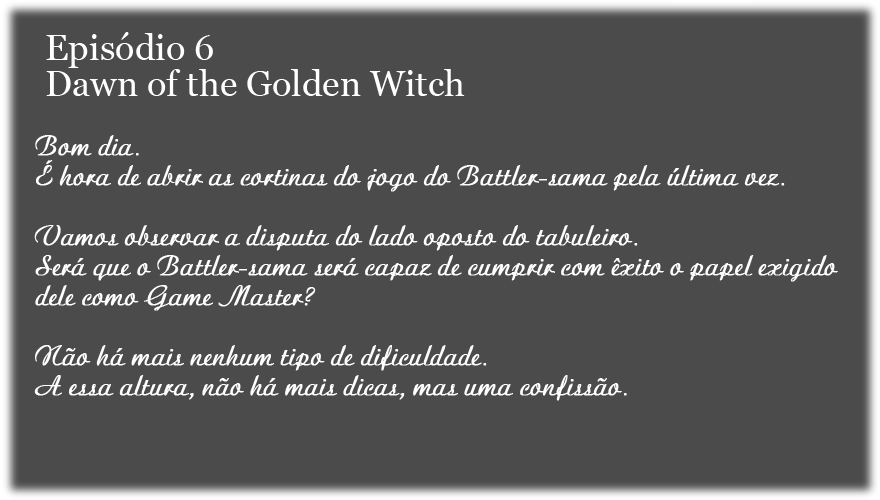 Episódio 6
Dawn of the Golden Witch
Bom dia.
É hora de abrir as cortinas do jogo do Battler-sama pela última vez.
Vamos observar a disputa do lado oposto do tabuleiro.
Será que o Battler-sama será capaz de cumprir com êxito o papel exigido
dele como Game Master?
Não há mais nenhum tipo de dificuldade.
A essa altura, não há mais dicas, mas uma confissão.